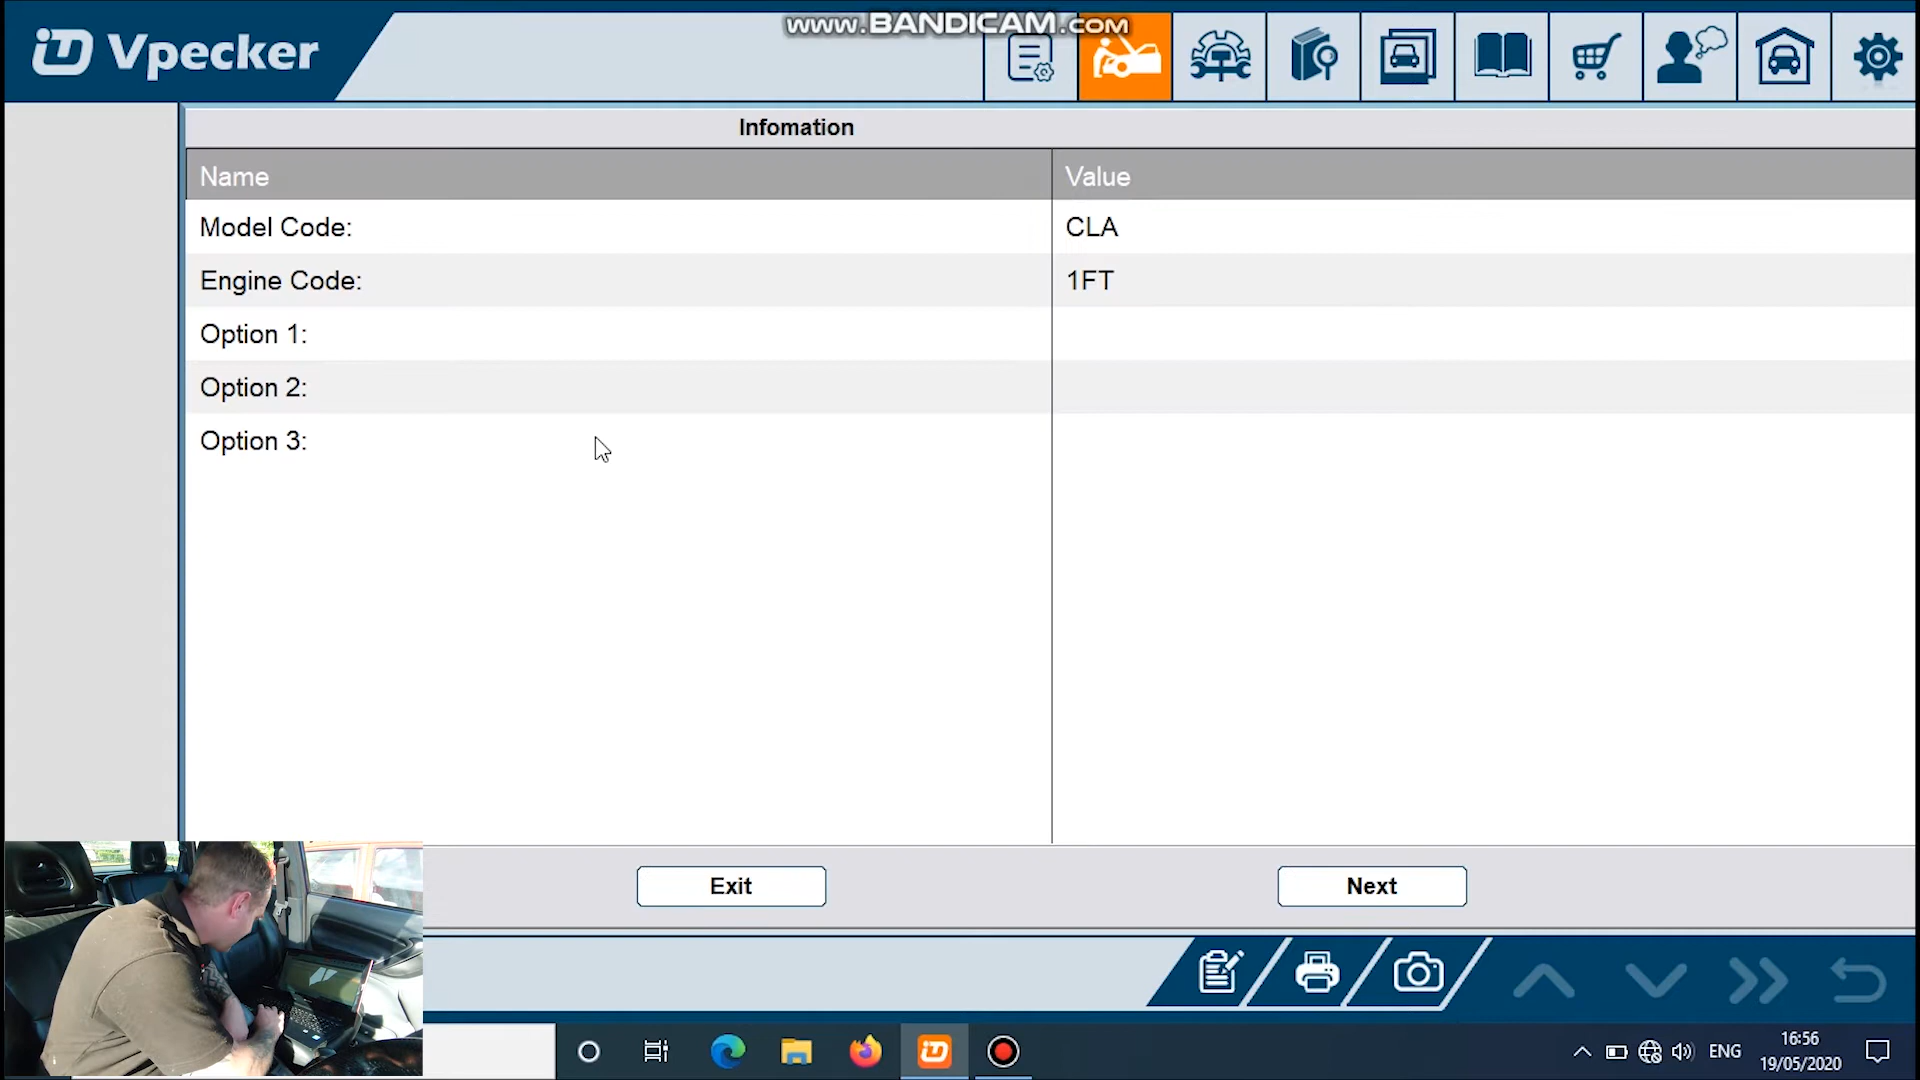 www.BANDICAM.com
Vpecker
Infomation
Name Value
Model Code: CLA
Engine Code: 1FT
Option 1:
Option 2:
Option 3:
Exit Next
ENG 16:56
19/05/2020